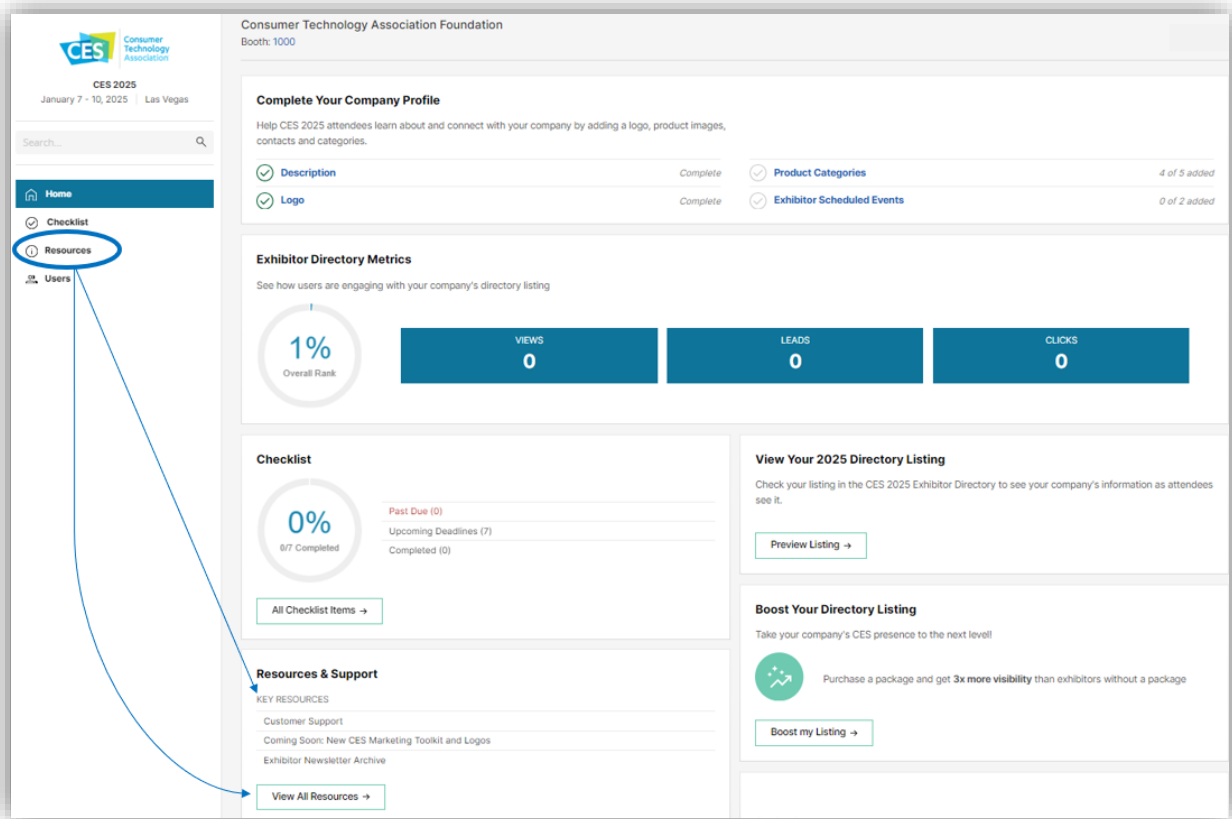 CES
Consumer
Technology
Association
CES 2025
January 7 - 10, 2025 | Las Vegas
Search...
Home
Checklist
Resources
Users
Consumer Technology Association Foundation
Booth: 1000
Complete Your Company Profile
Help CES 2025 attendees learn about and connect with your company by adding a logo, product images,
contacts and categories.
Description Complete
Logo Complete
Product Categories 4 of 5 added
Exhibitor Scheduled Events 0 of 2 added
Exhibitor Directory Metrics
See how users are engaging with your company's directory listing
1%
Overall Rank
VIEWS
0
LEADS
0
CLICKS
0
Checklist
0%
0/7 Completed
Past Due (0)
Upcoming Deadlines (7)
Completed (0)
All Checklist Items →
Resources & Support
KEY RESOURCES
Customer Support
Coming Soon: New CES Marketing Toolkit and Logos
Exhibitor Newsletter Archive
View All Resources →
View Your 2025 Directory Listing
Check your listing in the CES 2025 Exhibitor Directory to see your company's information as attendees
see it.
Preview Listing →
Boost Your Directory Listing
Take your company's CES presence to the next level!
Purchase a package and get 3x more visibility than exhibitors without a package
Boost my Listing →